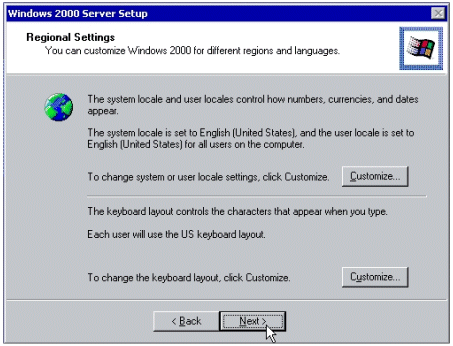 Windows 2000 Server Setup
Regional Settings
You can customize Windows 2000 for different regions and languages.
The system locale and user locales control how numbers, currencies, and dates
appear.
The system locale is set to English (United States), and the user locale is set to
English (United States) for all users on the computer.
To change system or user locale settings, click Customize.
Customize...
The keyboard layout controls the characters that appear when you type.
Each user will use the US keyboard layout.
To change the keyboard layout, click Customize.
Customize...
< Back
Next >